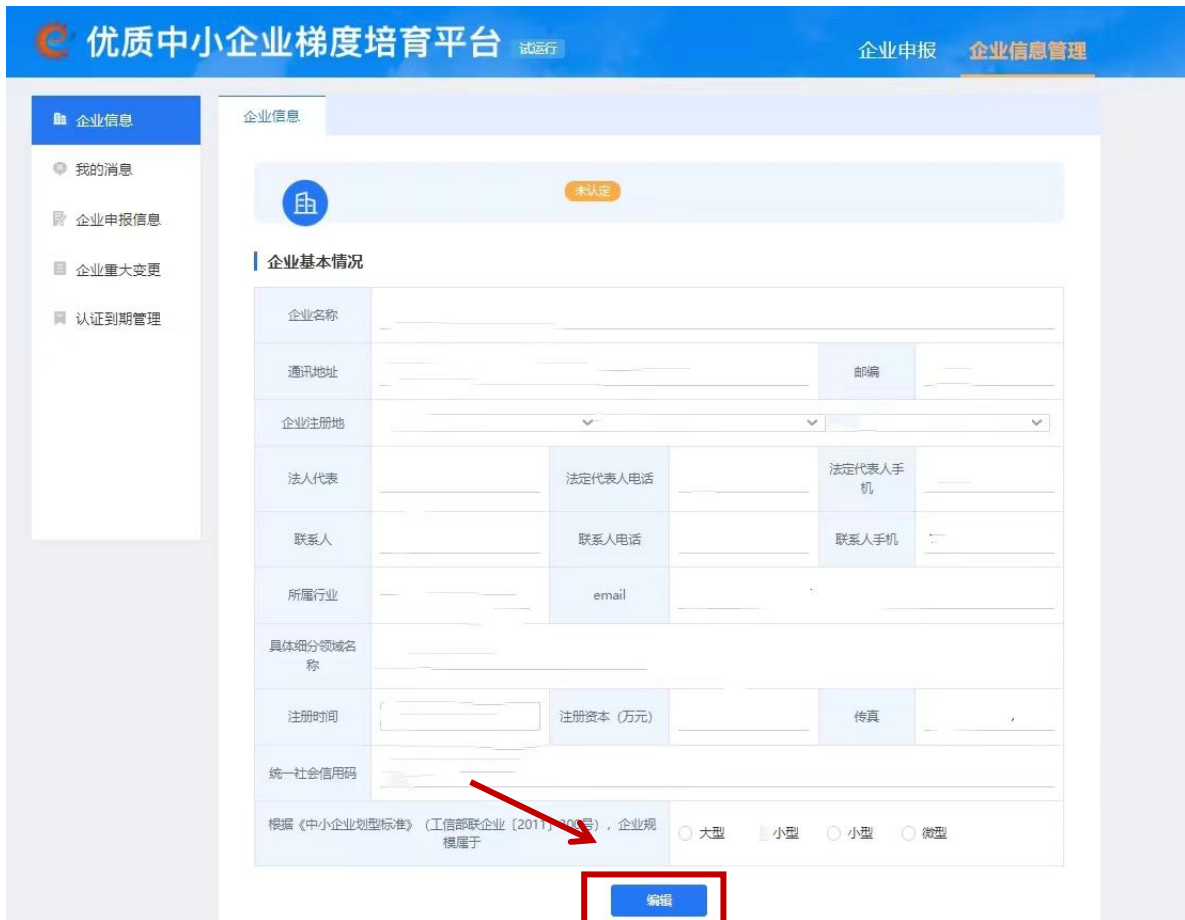 优质中小企业梯度培育平台 试运行 企业申报 企业信息管理
企业信息
我的消息
企业申报信息
企业重大变更
认证到期管理
企业信息
未认定
企业基本情况
企业名称
通讯地址 邮编
企业注册地
法人代表 法定代表人电话 法定代表人手
机
联系人 联系人电话 联系人手机
所属行业 email
具体细分领域名
称
注册时间 注册资本（万元） 传真
统一社会信用码
根据《中小企业划型标准》（工信部联企业〔2011〕300号），企业规
模属于
大型 小型 小型 微型
编辑